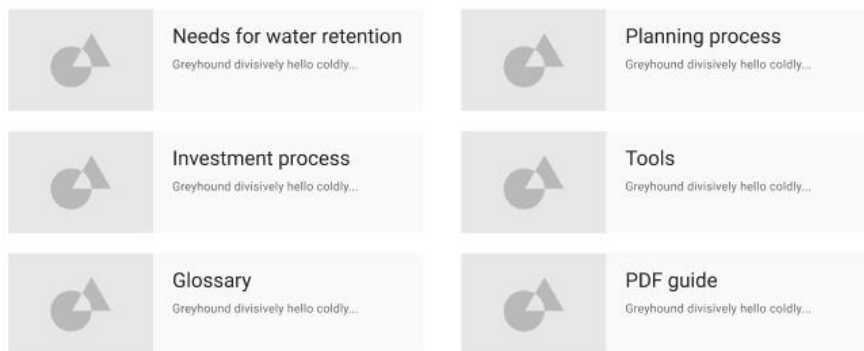 Needs for water retention
Greyhound divisively hello coldly...
Planning process
Greyhound divisively hello coldly...
Investment process
Greyhound divisively hello coldly...
Tools
Greyhound divisively hello coldly...
Glossary
Greyhound divisively hello coldly...
PDF guide
Greyhound divisively hello coldly...